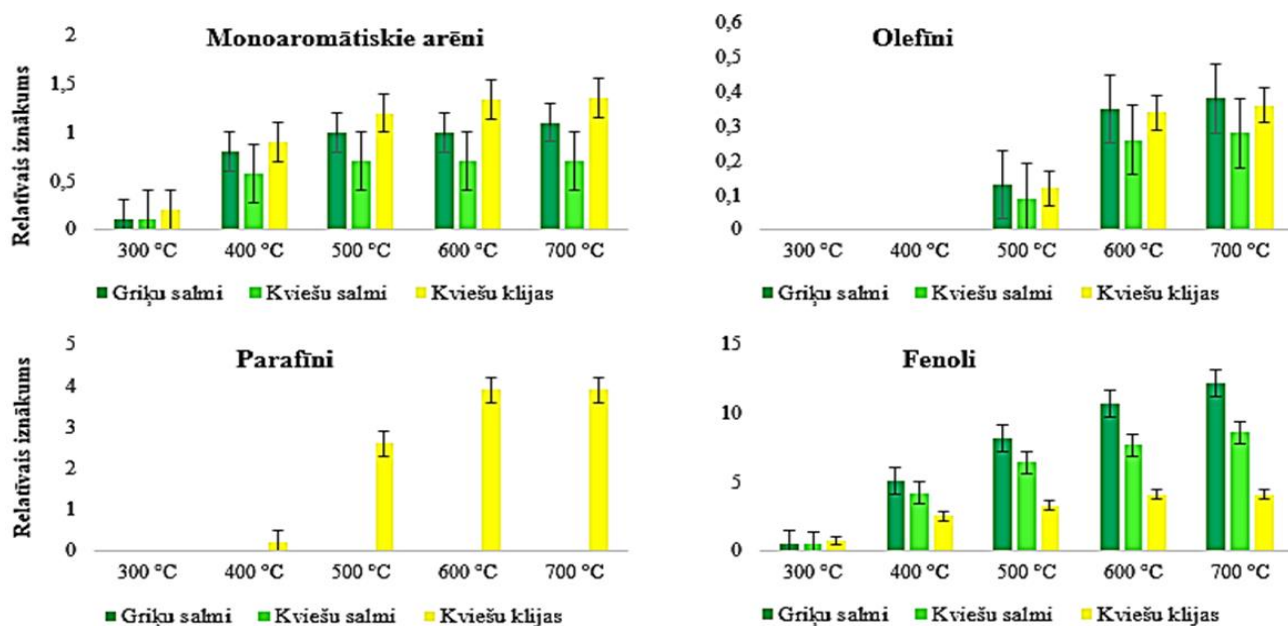 Monoaromātiskie arēni
Relatīvais iznākums
2
1,5
1
0,5
0
300 °C 400 °C 500 °C 600 °C 700 °C
Griķu salmi Kviešu salmi Kviešu klijas
Olefīni
0,6
0,5
0,4
0,3
0,2
0,1
0
300 °C 400 °C 500 °C 600 °C 700 °C
Griķu salmi Kviešu salmi Kviešu klijas
Parafīni
Relatīvais iznākums
5
4
3
2
1
0
300 °C 400 °C 500 °C 600 °C 700 °C
Griķu salmi Kviešu salmi Kviešu klijas
Fenoli
15
10
5
0
300 °C 400 °C 500 °C 600 °C 700 °C
Griķu salmi Kviešu salmi Kviešu klijas